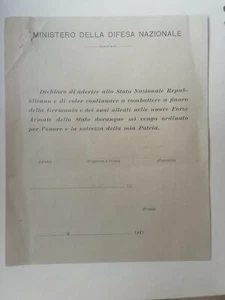 MINISTERO DELLA DIFESA NAZIONALE
Dichiaro di aderire allo Stato Nazionale Repub-
blicano e di voler continuare a combattere a fianco
della Germania e dei suoi alleati nelle nuove Forze
Armate dello Stato dovunque mi venga ordinato
per l'onore e la salvezza della mia Patria.